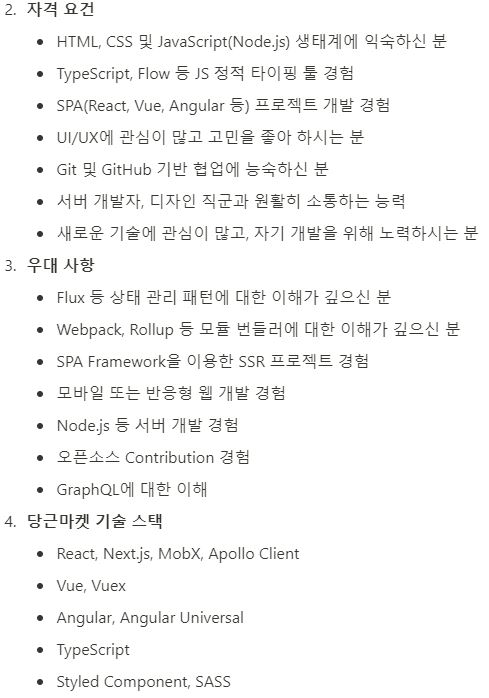 2. 자격 요건
• HTML, CSS 및 JavaScript(Node.js) 생태계에 익숙하신 분
• TypeScript, Flow 등 JS 정적 타이핑 툴 경험
• SPA(React, Vue, Angular 등) 프로젝트 개발 경험
• UI/UX에 관심이 많고 고민을 좋아 하시는 분
• Git 및 GitHub 기반 협업에 능숙하신 분
• 서버 개발자, 디자인 직군과 원활히 소통하는 능력
• 새로운 기술에 관심이 많고, 자기 개발을 위해 노력하시는 분
3. 우대 사항
• Flux 등 상태 관리 패턴에 대한 이해가 깊으신 분
• Webpack, Rollup 등 모듈 번들러에 대한 이해가 깊으신 분
• SPA Framework을 이용한 SSR 프로젝트 경험
• 모바일 또는 반응형 웹 개발 경험
• Node.js 등 서버 개발 경험
• 오픈소스 Contribution 경험
• GraphQL에 대한 이해
4. 당근마켓 기술 스택
• React, Next.js, MobX, Apollo Client
• Vue, Vuex
• Angular, Angular Universal
• TypeScript
• Styled Component, SASS